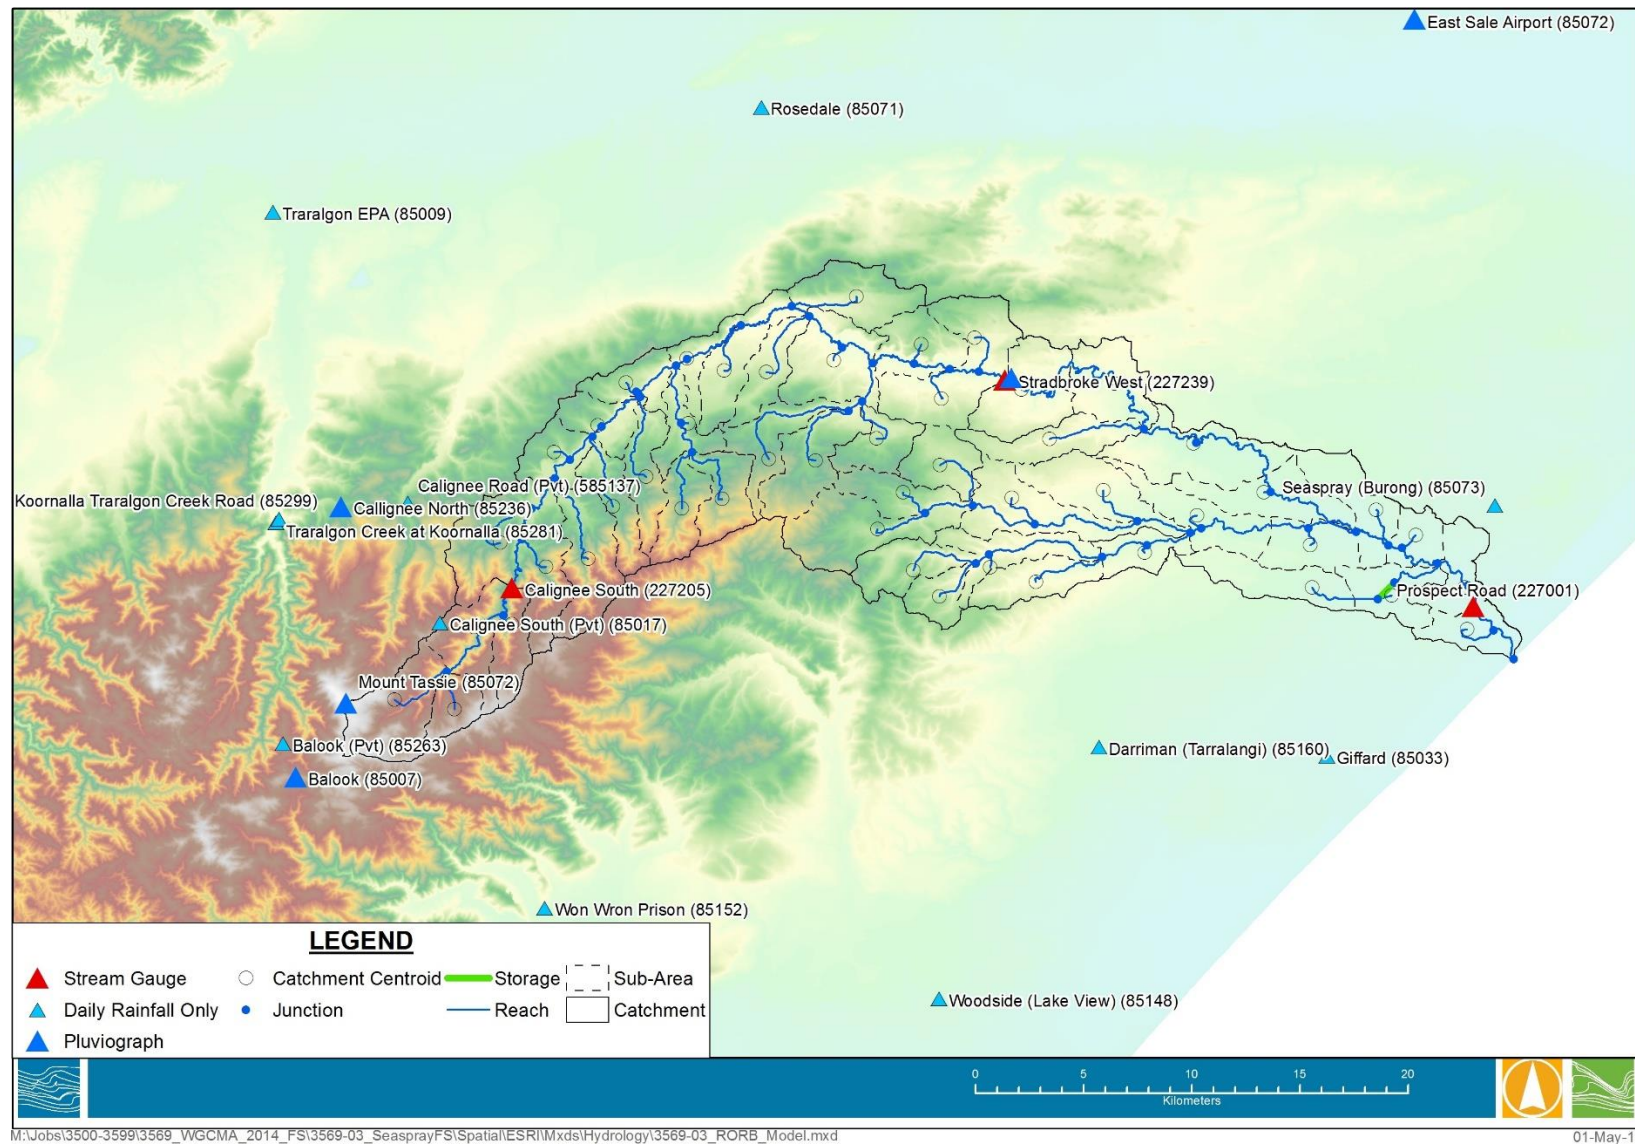 East Sale Airport (85072)
Rosedale (85071)
Traralgon EPA (85009)
Stradbroke West (227239)
Calignee Road (Pvt) (585137)
Seaspray (Burong) (85073)
Koornalla Traralgon Creek Road (85299)
Callignee North (85236)
Traralgon Creek at Koornalla (85281)
Calignee South (227205)
Prospect Road (227001)
Calignee South (Pvt) (85017)
Mount Tassie (85072)
Balook (Pvt) (85263)
Darriman (Tarralangi) (85160)
Giffard (85033)
Balook (85007)
Won Wron Prison (85152)
Woodside (Lake View) (85148)
LEGEND
Stream Gauge
Catchment Centroid
Storage
Sub-Area
Daily Rainfall Only
Junction
Reach
Catchment
Pluviograph
0 5 10 15 20
Kilometers
M:\Jobs\3500-3599\3569_WGCMA_2014_FS\3569-03_SeasprayFS\Spatial\ESRI\Mxds\Hydrology\3569-03_RORB_Model.mxd
01-May-1